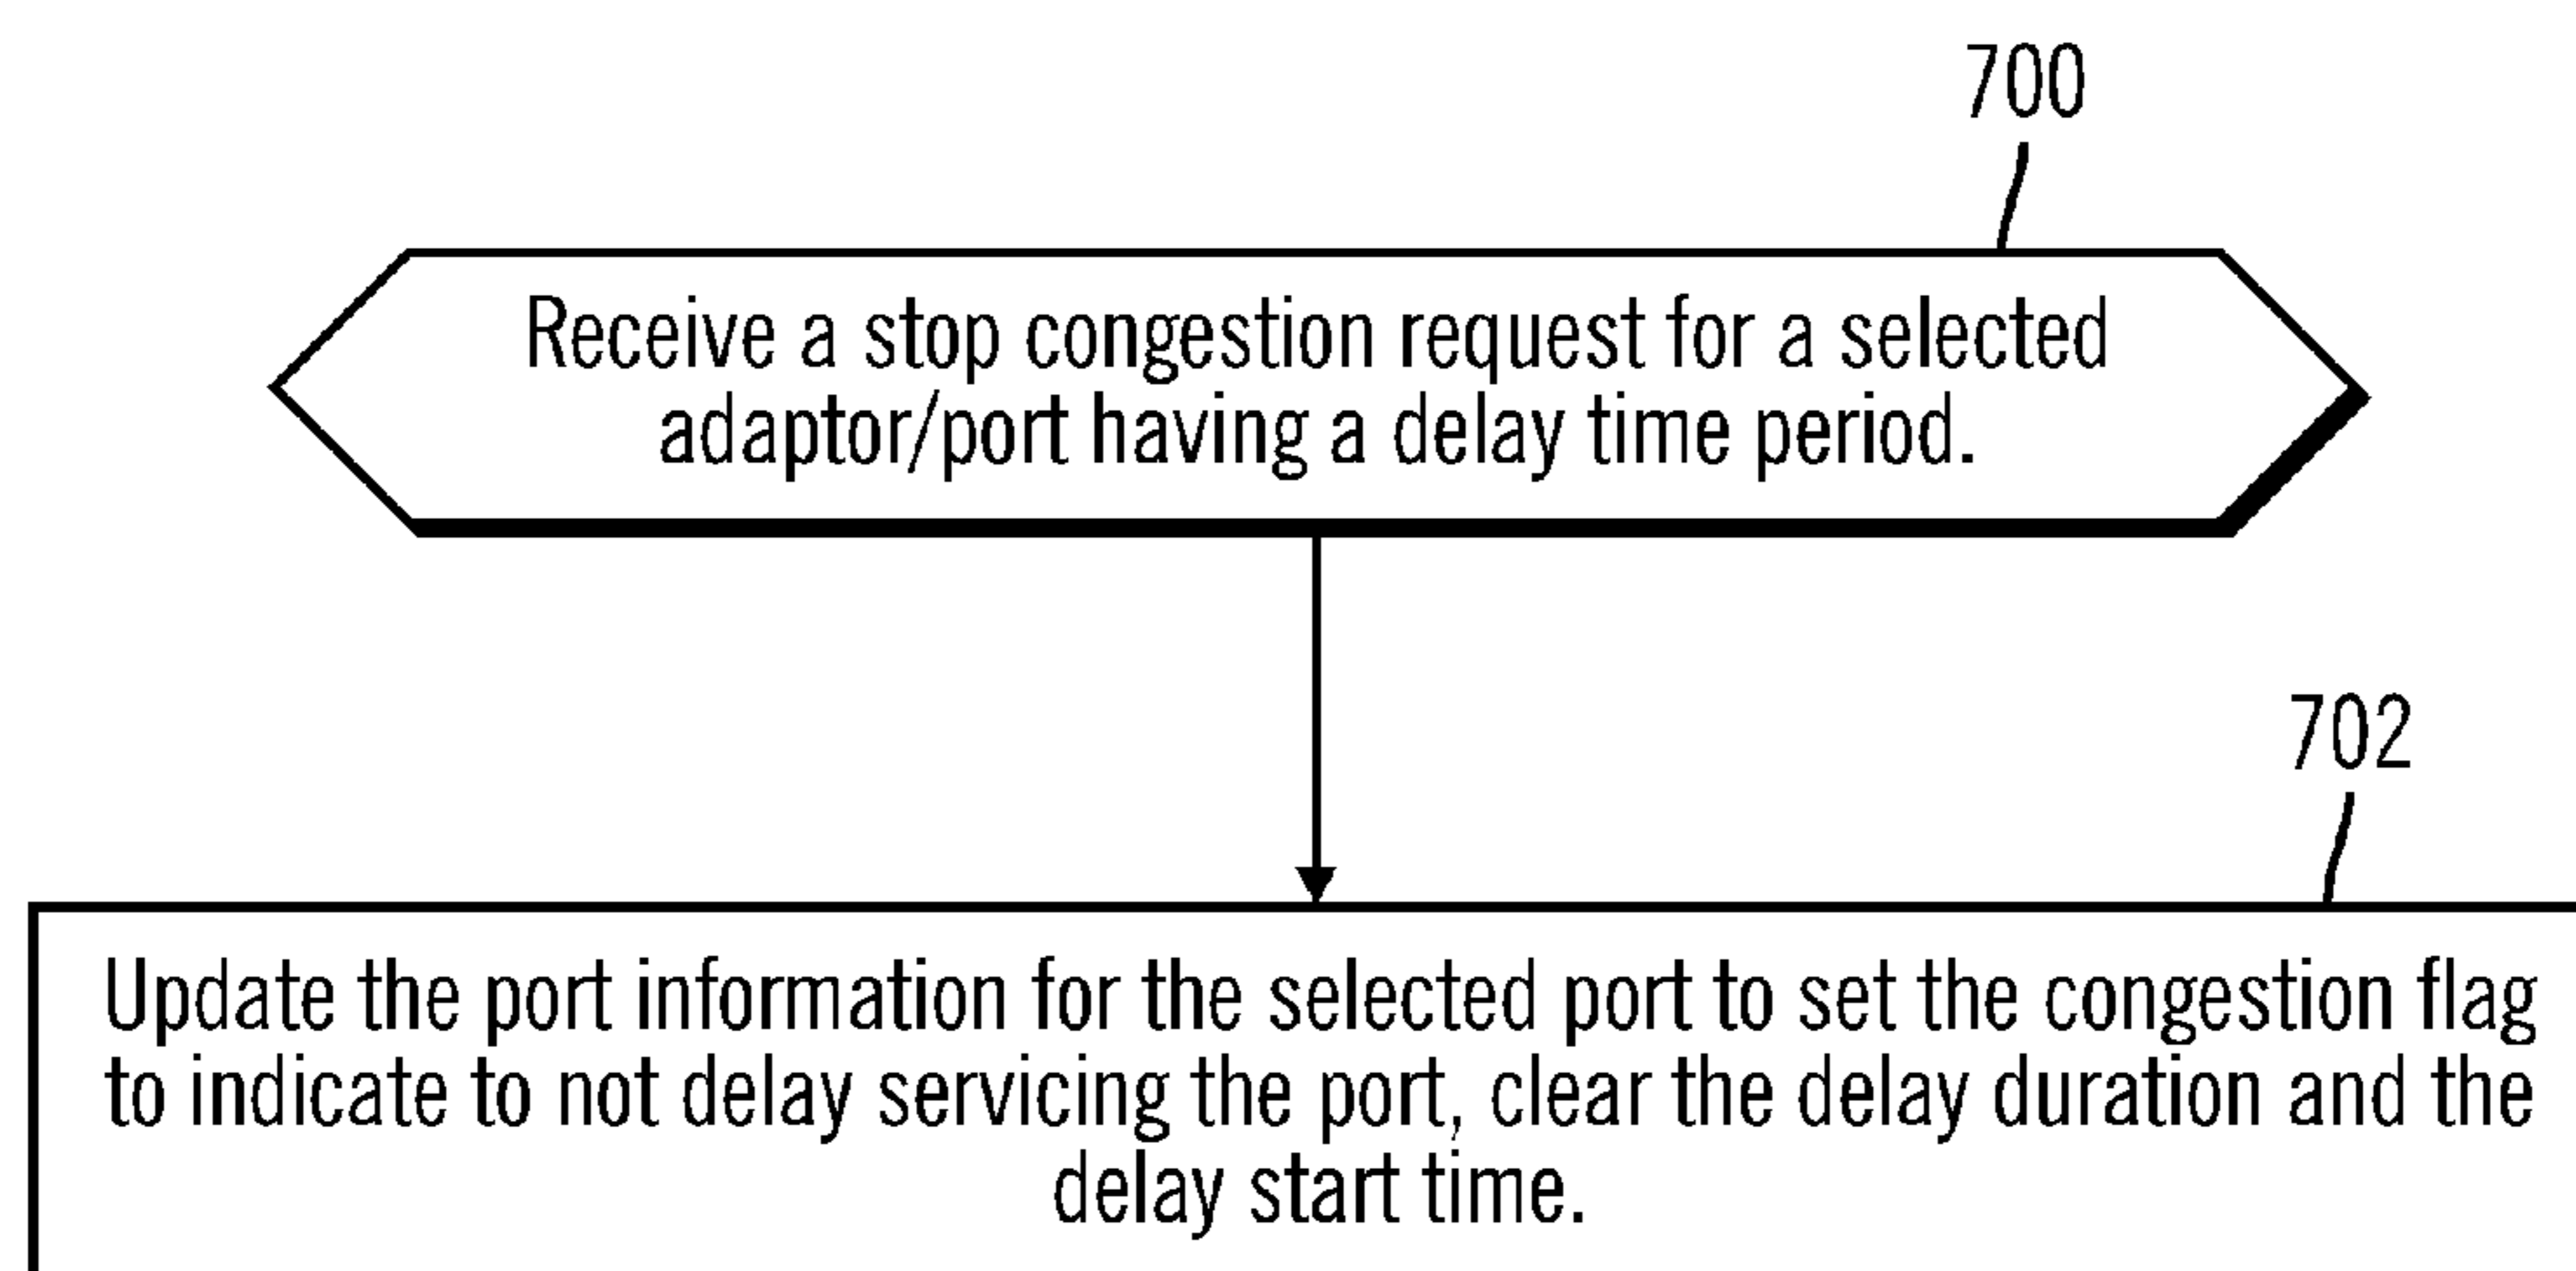 700
Receive a stop congestion request for a selected
adaptor/port having a delay time period.
702
Update the port information for the selected port to set the congestion flag
to indicate to not delay servicing the port, clear the delay duration and the
delay start time.